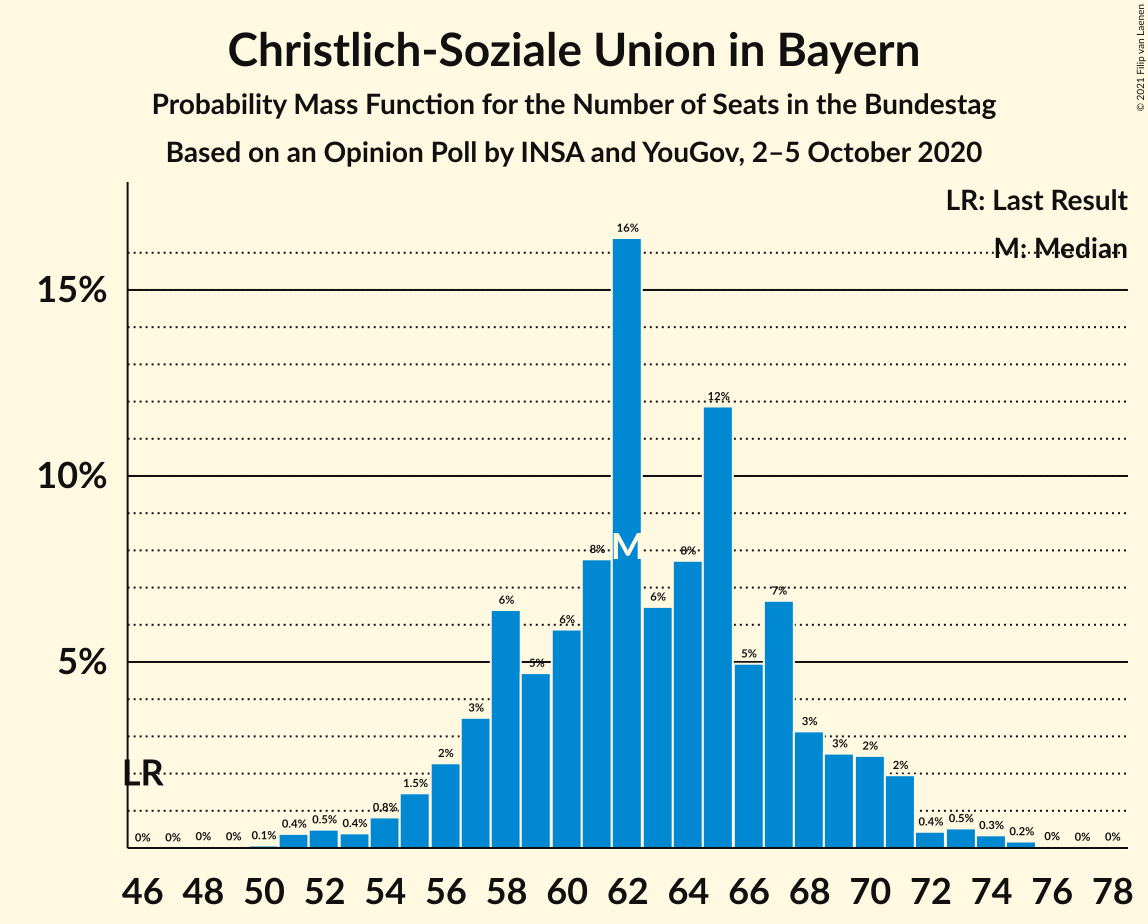 Christlich-Soziale Union in Bayern
Probability Mass Function for the Number of Seats in the Bundestag
Based on an Opinion Poll by INSA and YouGov, 2–5 October 2020
© 2021 Filip van Laenen
LR: Last Result
M: Median
15%
10%
5%
LR
M
0% 0% 0% 0% 0.1% 0.4% 0.5% 0.4% 0.8% 1.5% 2% 3% 6% 5% 6% 8% 16% 6% 8% 12% 5% 7% 3% 3% 2% 2% 0.4% 0.5% 0.3% 0.2% 0% 0% 0%
46 48 50 52 54 56 58 60 62 64 66 68 70 72 74 76 78